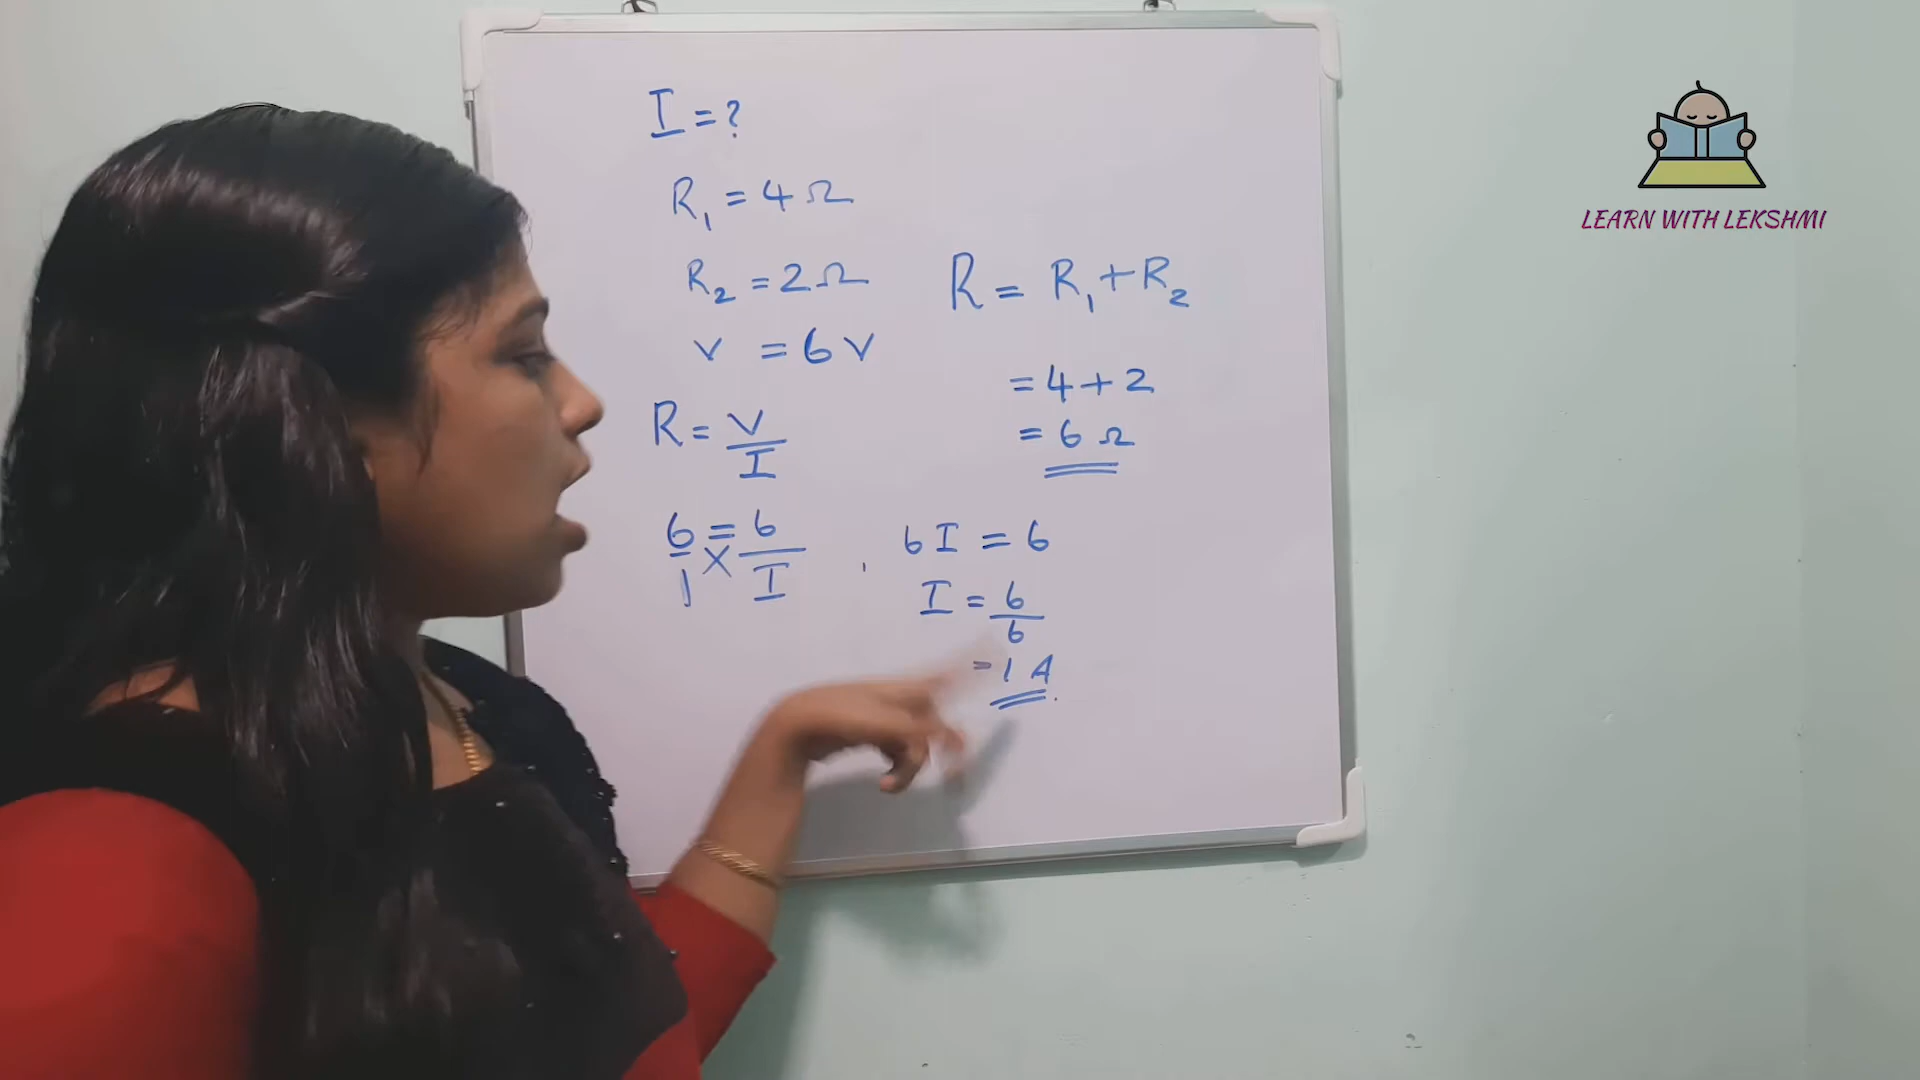 I = ?
R₁ = 4 Ω
R₂ = 2 Ω
V = 6 V
R = V/I
6/1 × = 6/I
R = R₁ + R₂
= 4 + 2
= 6 Ω
6 I = 6
I = 6/6
= 1 A
LEARN WITH LEKSHMI